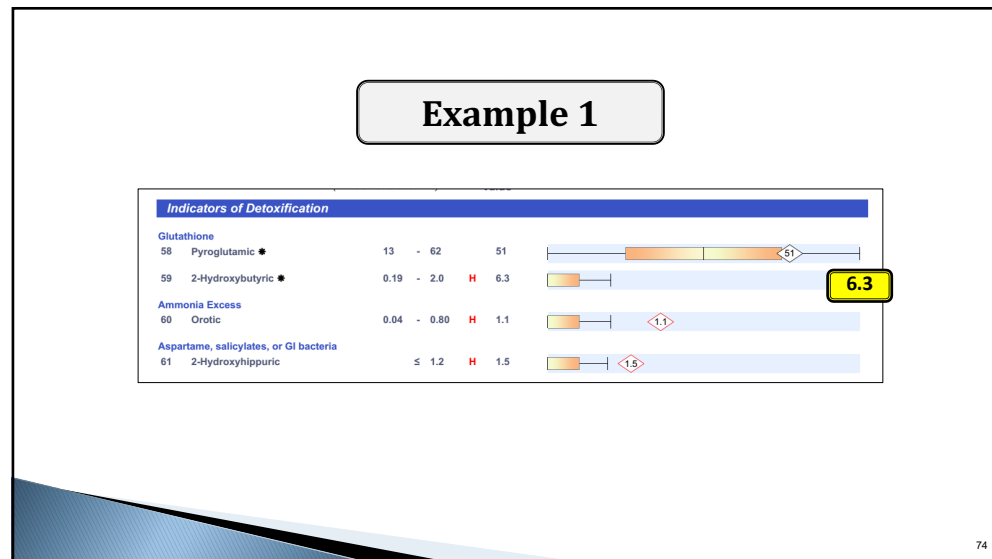 Example 1
Indicators of Detoxification
Glutathione
58 Pyroglutamic ✸ 13 - 62 51 51
59 2-Hydroxybutyric ✸ 0.19 - 2.0 H 6.3 6.3
Ammonia Excess
60 Orotic 0.04 - 0.80 H 1.1 1.1
Aspartame, salicylates, or GI bacteria
61 2-Hydroxyhippuric ≤ 1.2 H 1.5 1.5
74